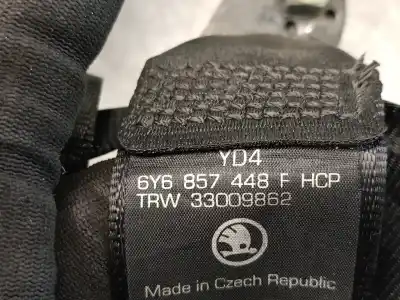 YD4
6Y6 857 448 F HCP
TRW 33009862
Made in Czech Republic